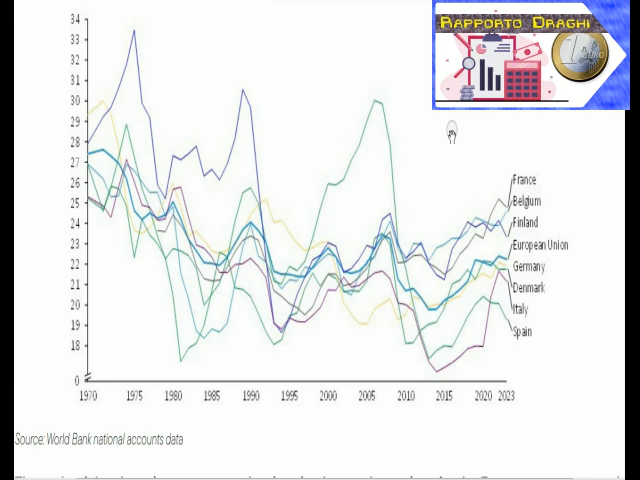 RAPPORTO DRAGHI
1
EURO
34
33
32
31
30
29
28
27
26
25
24
23
22
21
20
19
18
0
1970 1975 1980 1985 1990 1995 2000 2005 2010 2015 2020 2023
France
Belgium
Finland
European Union
Germany
Denmark
Italy
Spain
Source: World Bank national accounts data